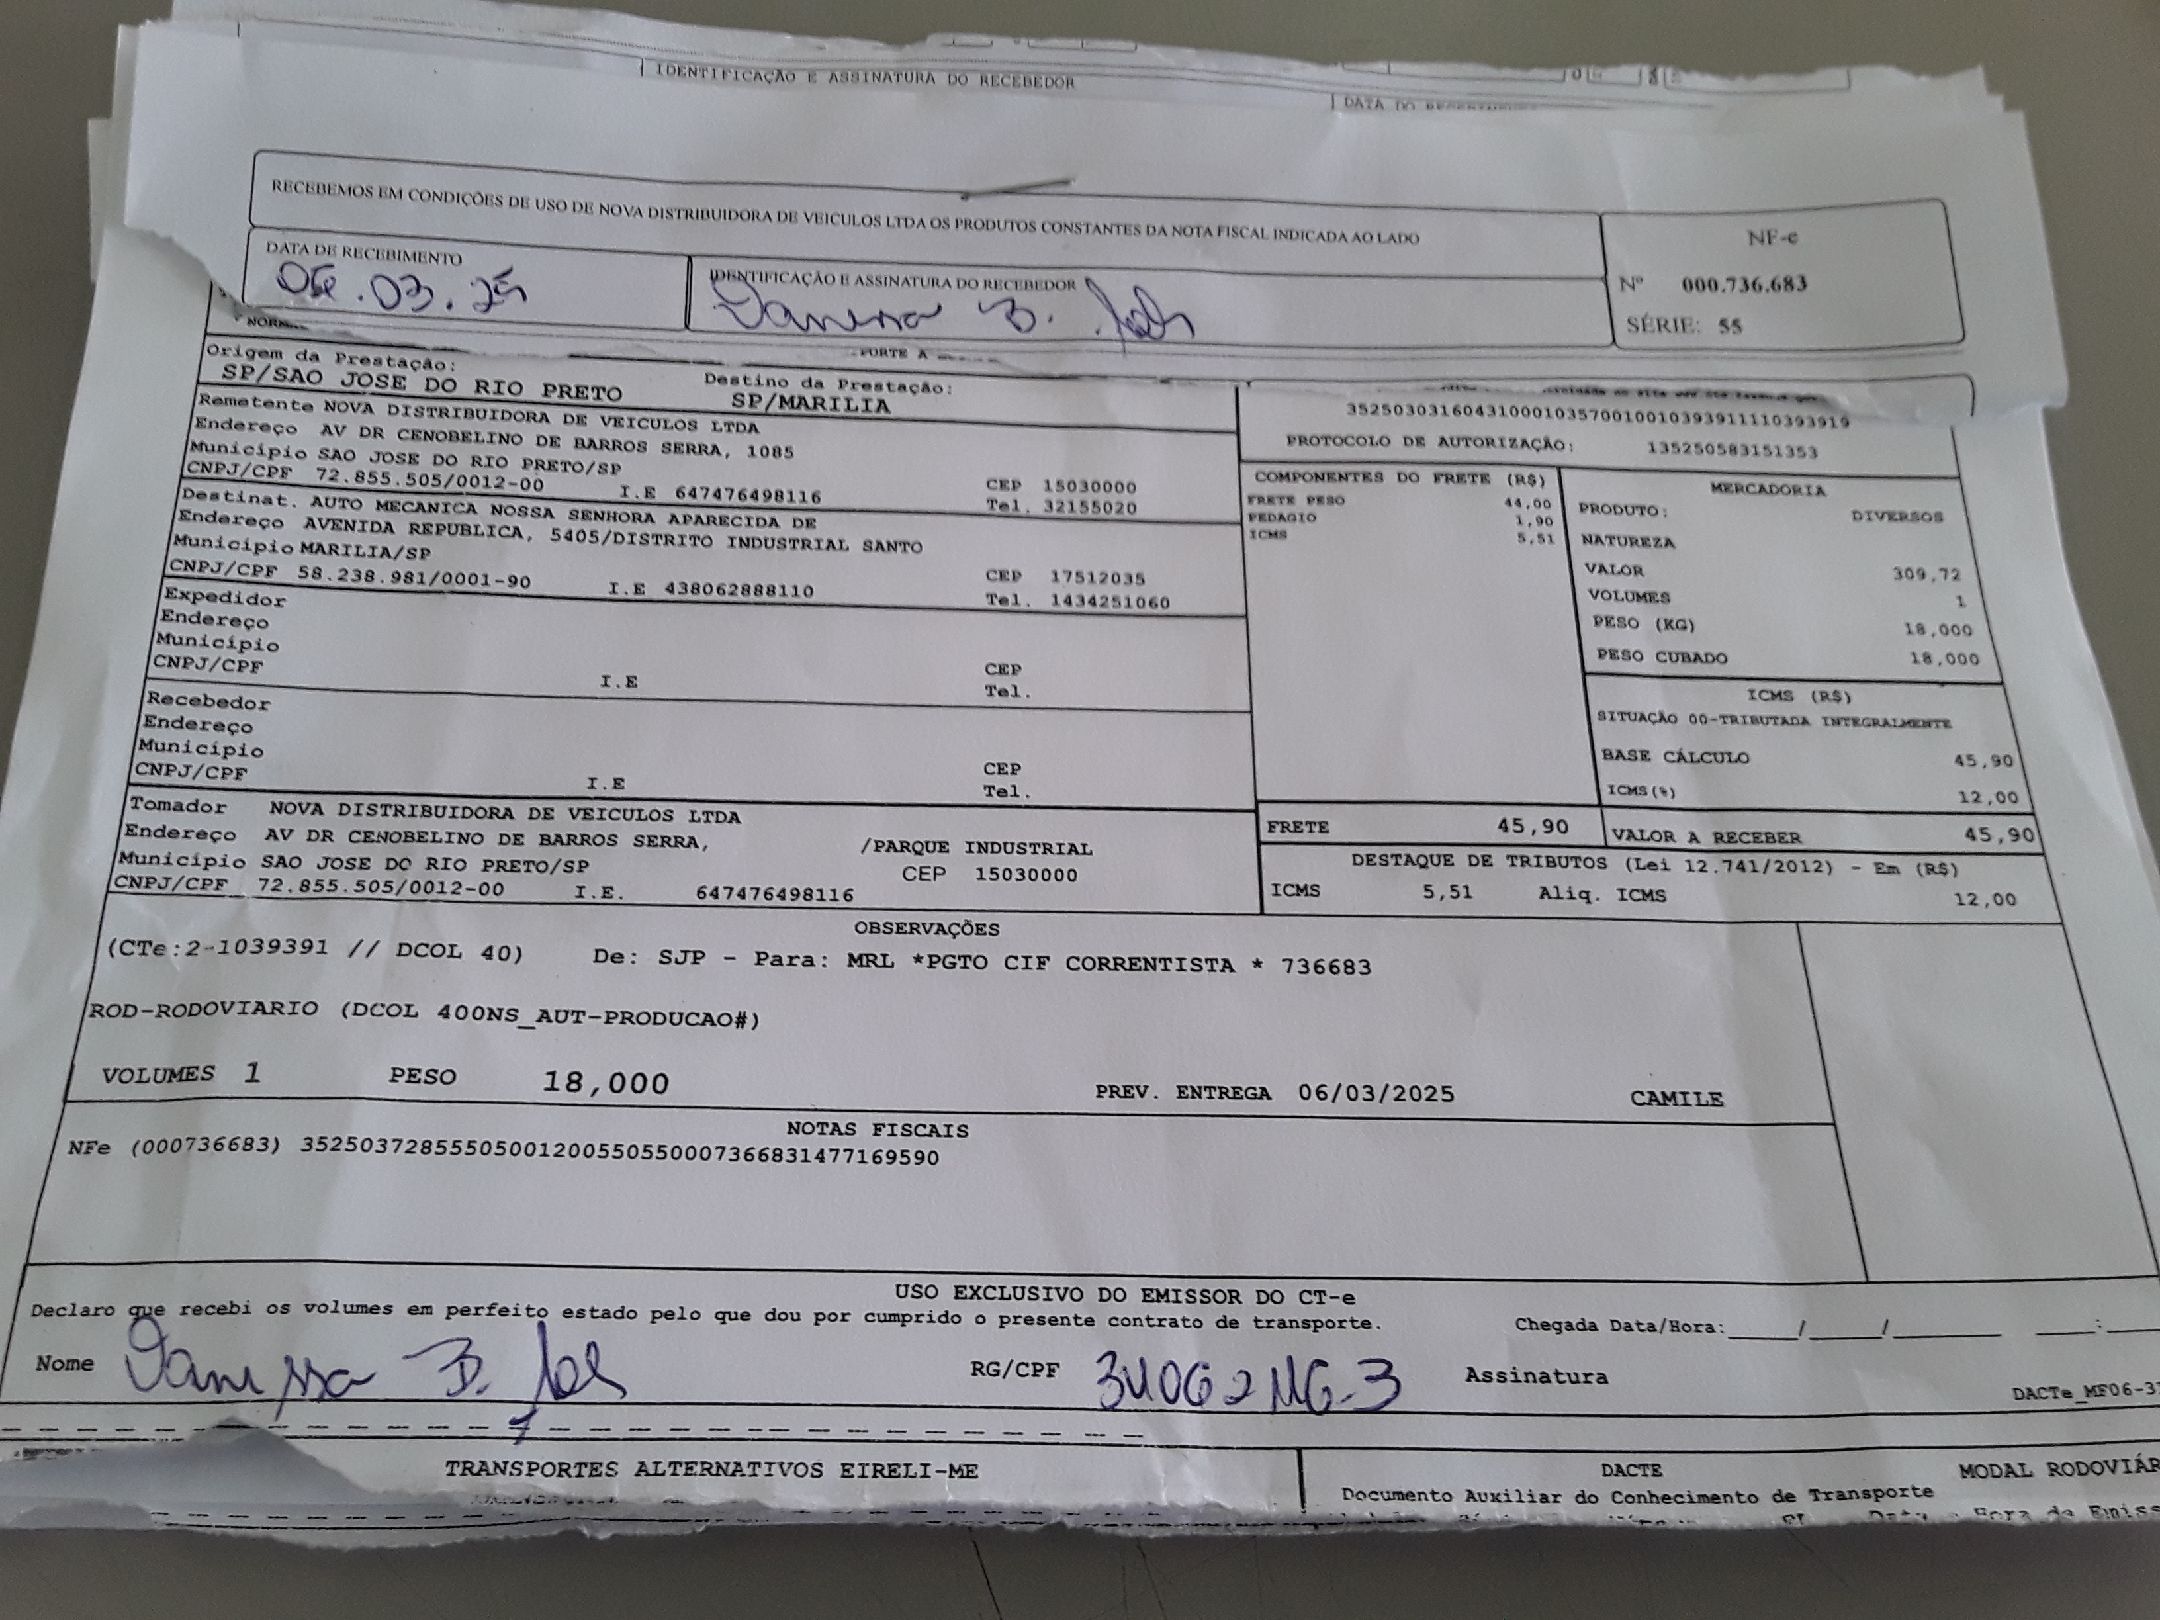 IDENTIFICAÇÃO E ASSINATURA DO RECEBEDOR
DATA DO
RECEBEMOS EM CONDIÇÕES DE USO DE NOVA DISTRIBUIDORA DE VEICULOS LTDA OS PRODUTOS CONSTANTES DA NOTA FISCAL INDICADA AO LADO
NF-e
Nº 000.736.683
SÉRIE: 55
DATA DE RECEBIMENTO
06.03.25
IDENTIFICAÇÃO E ASSINATURA DO RECEBEDOR
Vanessa B.
Origem da Prestação:
SP/SAO JOSE DO RIO PRETO
Destino da Prestação:
SP/MARILIA
Remetente NOVA DISTRIBUIDORA DE VEICULOS LTDA
Endereço AV DR CENOBELINO DE BARROS SERRA, 1085
Município SAO JOSE DO RIO PRETO/SP CEP 15030000
CNPJ/CPF 72.855.505/0012-00 I.E 647476498116 Tel. 32155020
Destinat. AUTO MECANICA NOSSA SENHORA APARECIDA DE
Endereço AVENIDA REPUBLICA, 5405/DISTRITO INDUSTRIAL SANTO
Município MARILIA/SP CEP 17512035
CNPJ/CPF 58.238.981/0001-90 I.E 438062888110 Tel. 1434251060
Expedidor
Endereço
Município CEP
CNPJ/CPF I.E Tel.
Recebedor
Endereço
Município CEP
CNPJ/CPF I.E Tel.
Tomador NOVA DISTRIBUIDORA DE VEICULOS LTDA
Endereço AV DR CENOBELINO DE BARROS SERRA, /PARQUE INDUSTRIAL
Município SAO JOSE DO RIO PRETO/SP CEP 15030000
CNPJ/CPF 72.855.505/0012-00 I.E. 647476498116
35250303160431000103570010010393911110393919
PROTOCOLO DE AUTORIZAÇÃO: 135250583151353
COMPONENTES DO FRETE (R$)
FRETE PESO 44,00
PEDAGIO 1,90
ICMS 5,51
MERCADORIA
PRODUTO: DIVERSOS
NATUREZA
VALOR 309,72
VOLUMES 1
PESO (KG) 18,000
PESO CUBADO 18,000
ICMS (R$)
SITUAÇÃO 00-TRIBUTADA INTEGRALMENTE
BASE CÁLCULO 45,90
ICMS(%) 12,00
FRETE 45,90 VALOR A RECEBER 45,90
DESTAQUE DE TRIBUTOS (Lei 12.741/2012) - Em (R$)
ICMS 5,51 Aliq. ICMS 12,00
OBSERVAÇÕES
(CTe:2-1039391 // DCOL 40) De: SJP - Para: MRL *PGTO CIF CORRENTISTA * 736683
ROD-RODOVIARIO (DCOL 400NS_AUT-PRODUCAO#)
VOLUMES 1 PESO 18,000 PREV. ENTREGA 06/03/2025 CAMILE
NOTAS FISCAIS
NFe (000736683) 35250372855505001200550550007366831477169590
USO EXCLUSIVO DO EMISSOR DO CT-e
Declaro que recebi os volumes em perfeito estado pelo que dou por cumprido o presente contrato de transporte. Chegada Data/Hora:_____/_____/________ ____:____
Nome Vanessa B. RG/CPF Assinatura
TRANSPORTES ALTERNATIVOS EIRELI-ME
DACTE
Documento Auxiliar do Conhecimento de Transporte